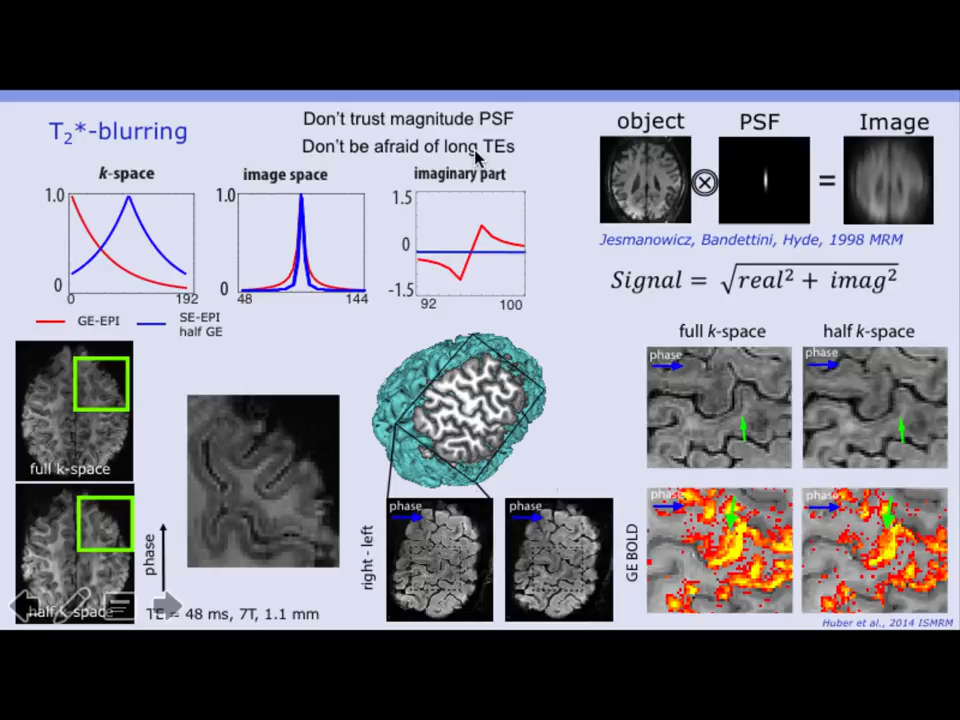 T2*-blurring
Don't trust magnitude PSF
Don't be afraid of long TEs
k-space
1.0
0
0
192
image space
1.0
0
48
144
imaginary part
1.5
0
-1.5
92
100
GE-EPI
SE-EPI
half GE
object
PSF
Image
⊗
=
Jesmanowicz, Bandettini, Hyde, 1998 MRM
Signal = √real² + imag²
full k-space
half k-space
phase
phase
phase
phase
GE BOLD
Huber et al., 2014 ISMRM
full k-space
half k-space
phase
TE = 48 ms, 7T, 1.1 mm
right - left
phase
phase